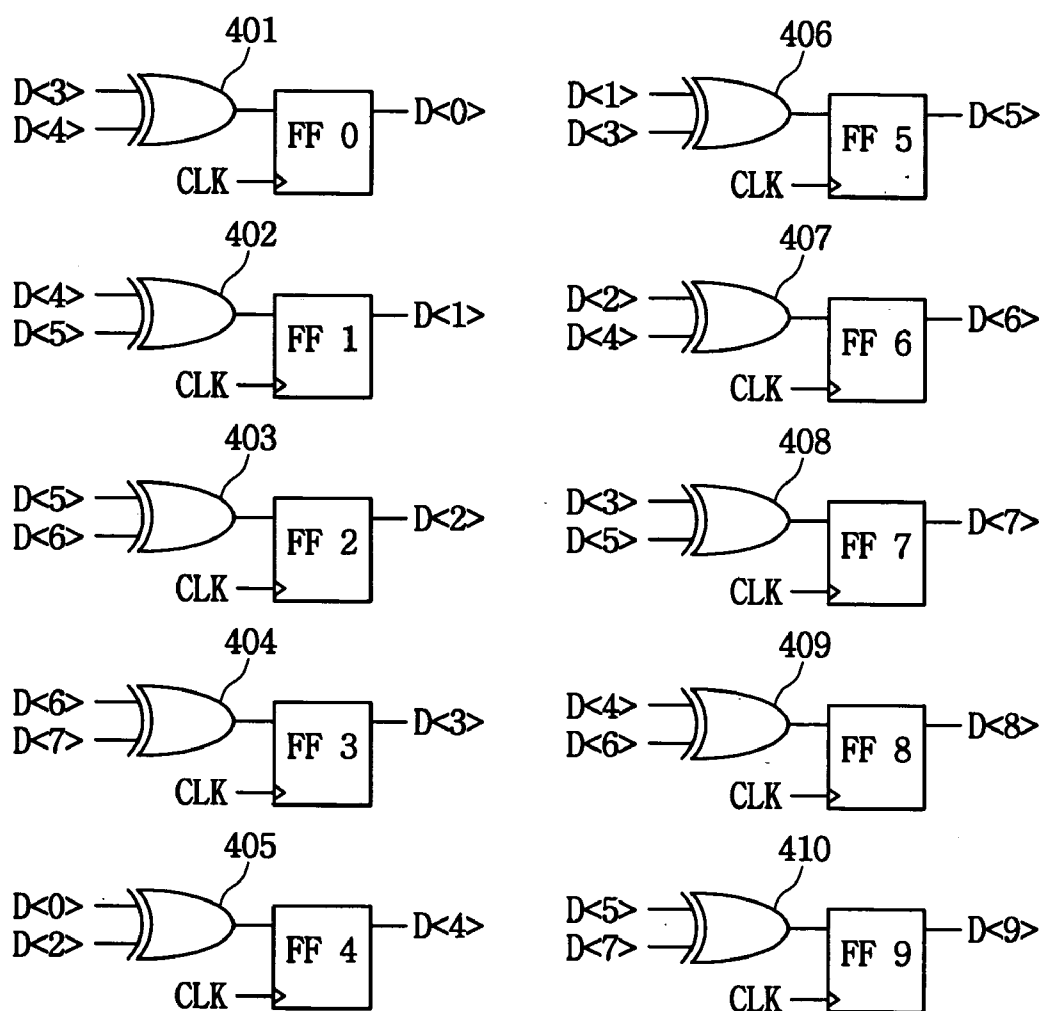 401
D<3>
D<4>
FF 0
D<0>
CLK
402
D<4>
D<5>
FF 1
D<1>
CLK
403
D<5>
D<6>
FF 2
D<2>
CLK
404
D<6>
D<7>
FF 3
D<3>
CLK
405
D<0>
D<2>
FF 4
D<4>
CLK
406
D<1>
D<3>
FF 5
D<5>
CLK
407
D<2>
D<4>
FF 6
D<6>
CLK
408
D<3>
D<5>
FF 7
D<7>
CLK
409
D<4>
D<6>
FF 8
D<8>
CLK
410
D<5>
D<7>
FF 9
D<9>
CLK